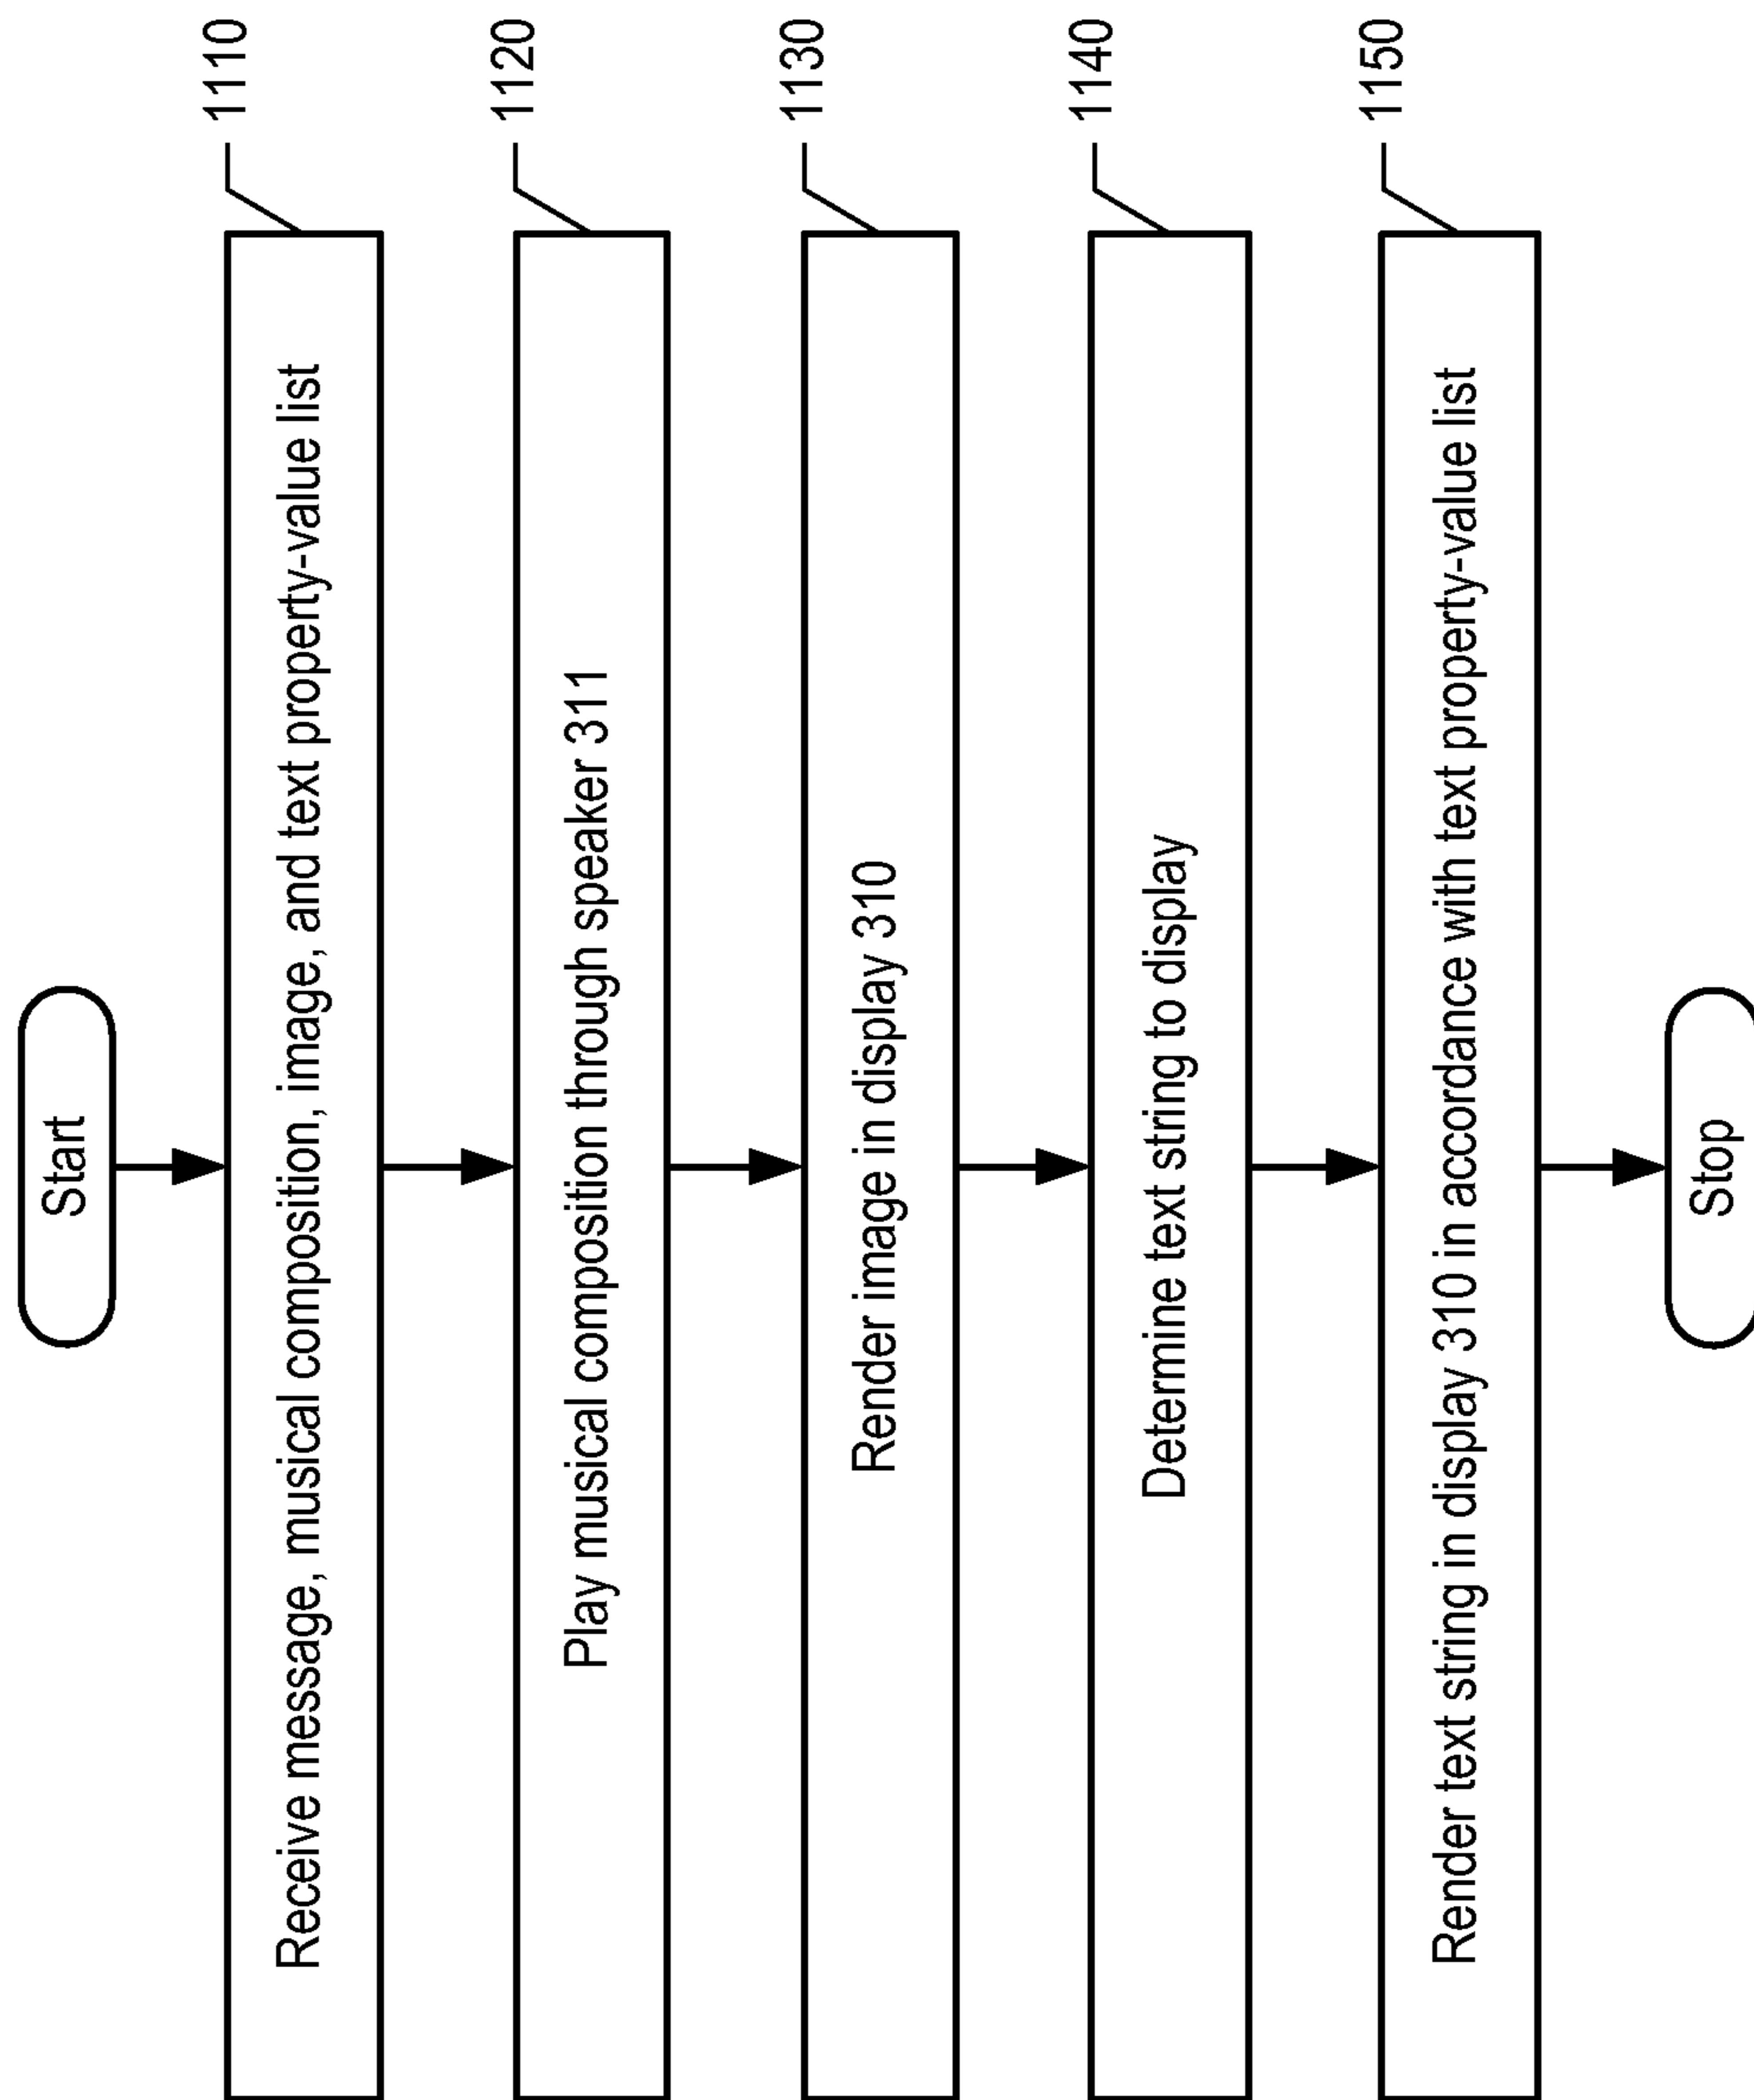 Start
1110
Receive message, musical composition, image, and text property-value list
1120
Play musical composition through speaker 311
1130
Render image in display 310
1140
Determine text string to display
1150
Render text string in display 310 in accordance with text property-value list
Stop